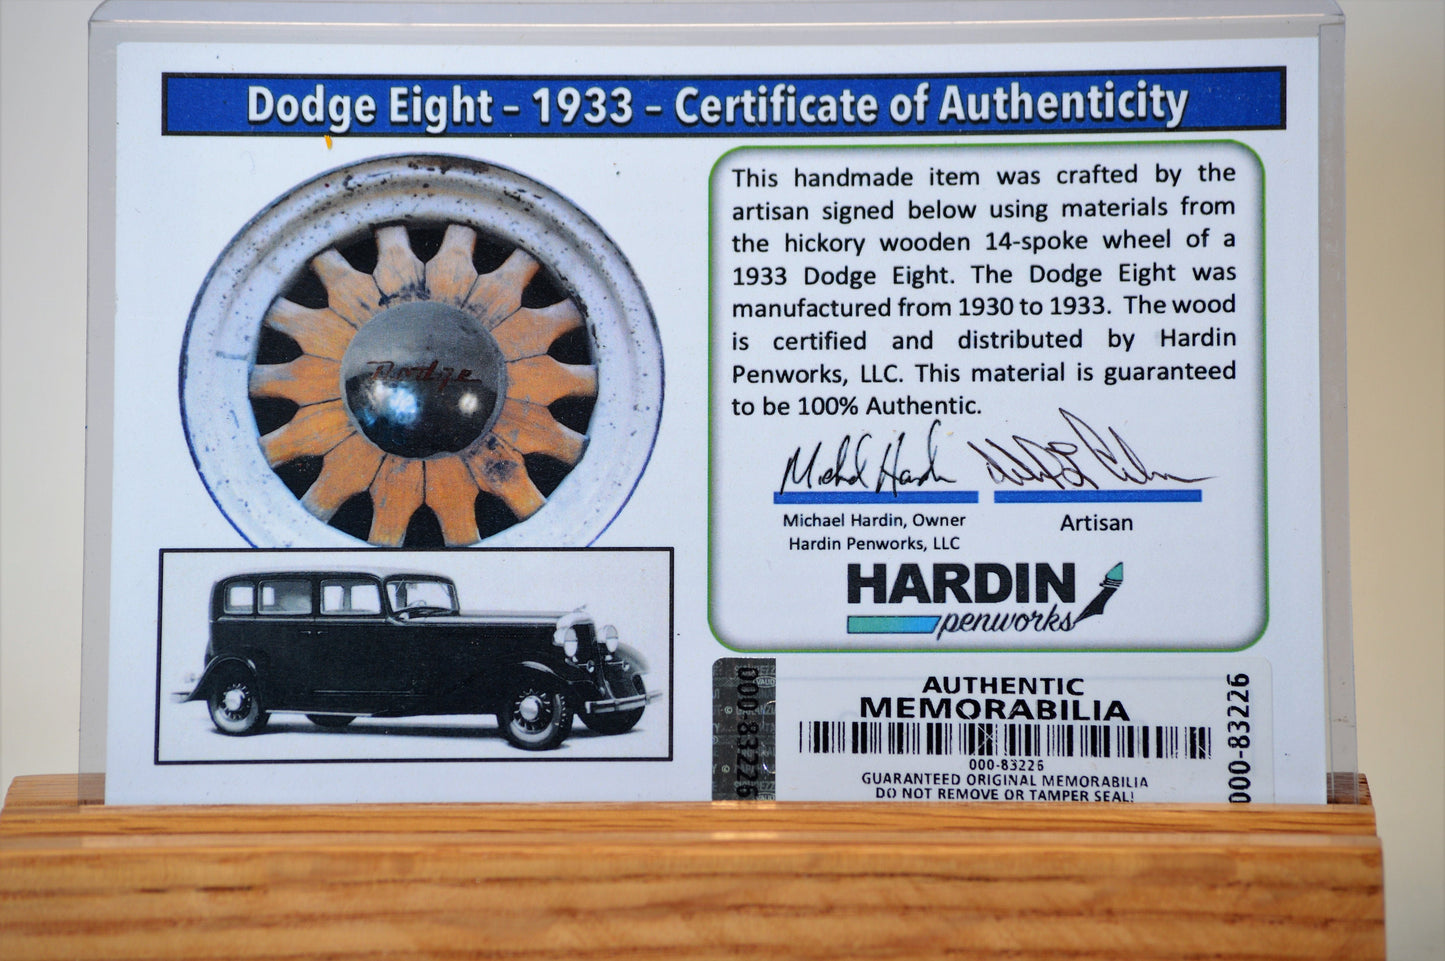 Dodge Eight – 1933 – Certificate of Authenticity
Dodge
This handmade item was crafted by the
artisan signed below using materials from
the hickory wooden 14-spoke wheel of a
1933 Dodge Eight. The Dodge Eight was
manufactured from 1930 to 1933. The wood
is certified and distributed by Hardin
Penworks, LLC. This material is guaranteed
to be 100% Authentic.
Michael Hardin
Michael Hardin, Owner
Hardin Penworks, LLC
Artisan
HARDIN
penworks
000-83226
AUTHENTIC
MEMORABILIA
000-83226
GUARANTEED ORIGINAL MEMORABILIA
DO NOT REMOVE OR TAMPER SEAL!
000-83226